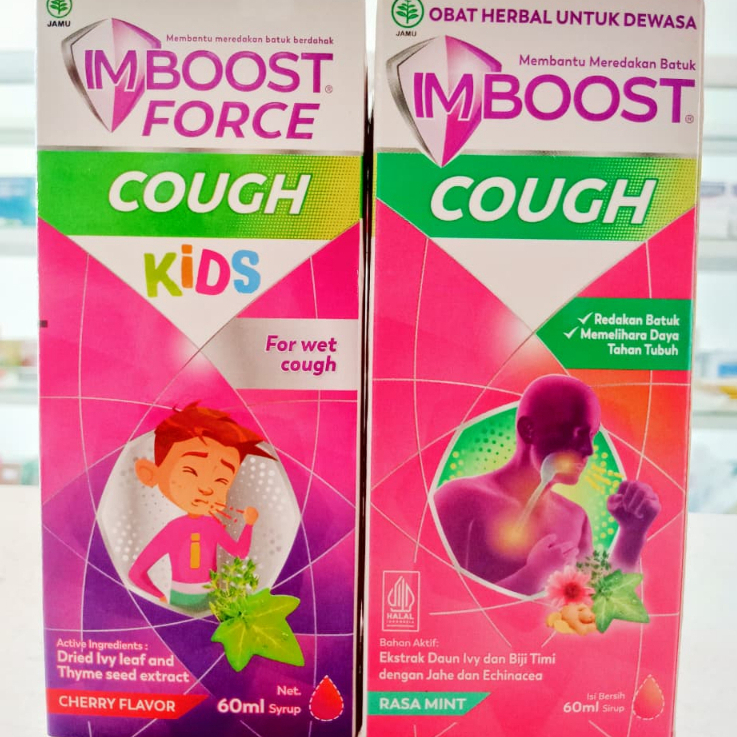 JAMU
Membantu meredakan batuk berdahak
IMBOOST®
FORCE
COUGH
KiDS
For wet
cough
Active Ingredients :
Dried Ivy leaf and
Thyme seed extract
CHERRY FLAVOR
Net.
60ml Syrup
JAMU
OBAT HERBAL UNTUK DEWASA
Membantu Meredakan Batuk
IMBOOST®
COUGH
✓ Redakan Batuk
✓ Memelihara Daya
Tahan Tubuh
HALAL
INDONESIA
Bahan Aktif:
Ekstrak Daun Ivy dan Biji Timi
dengan Jahe dan Echinacea
RASA MINT
Isi Bersih
60ml Sirup